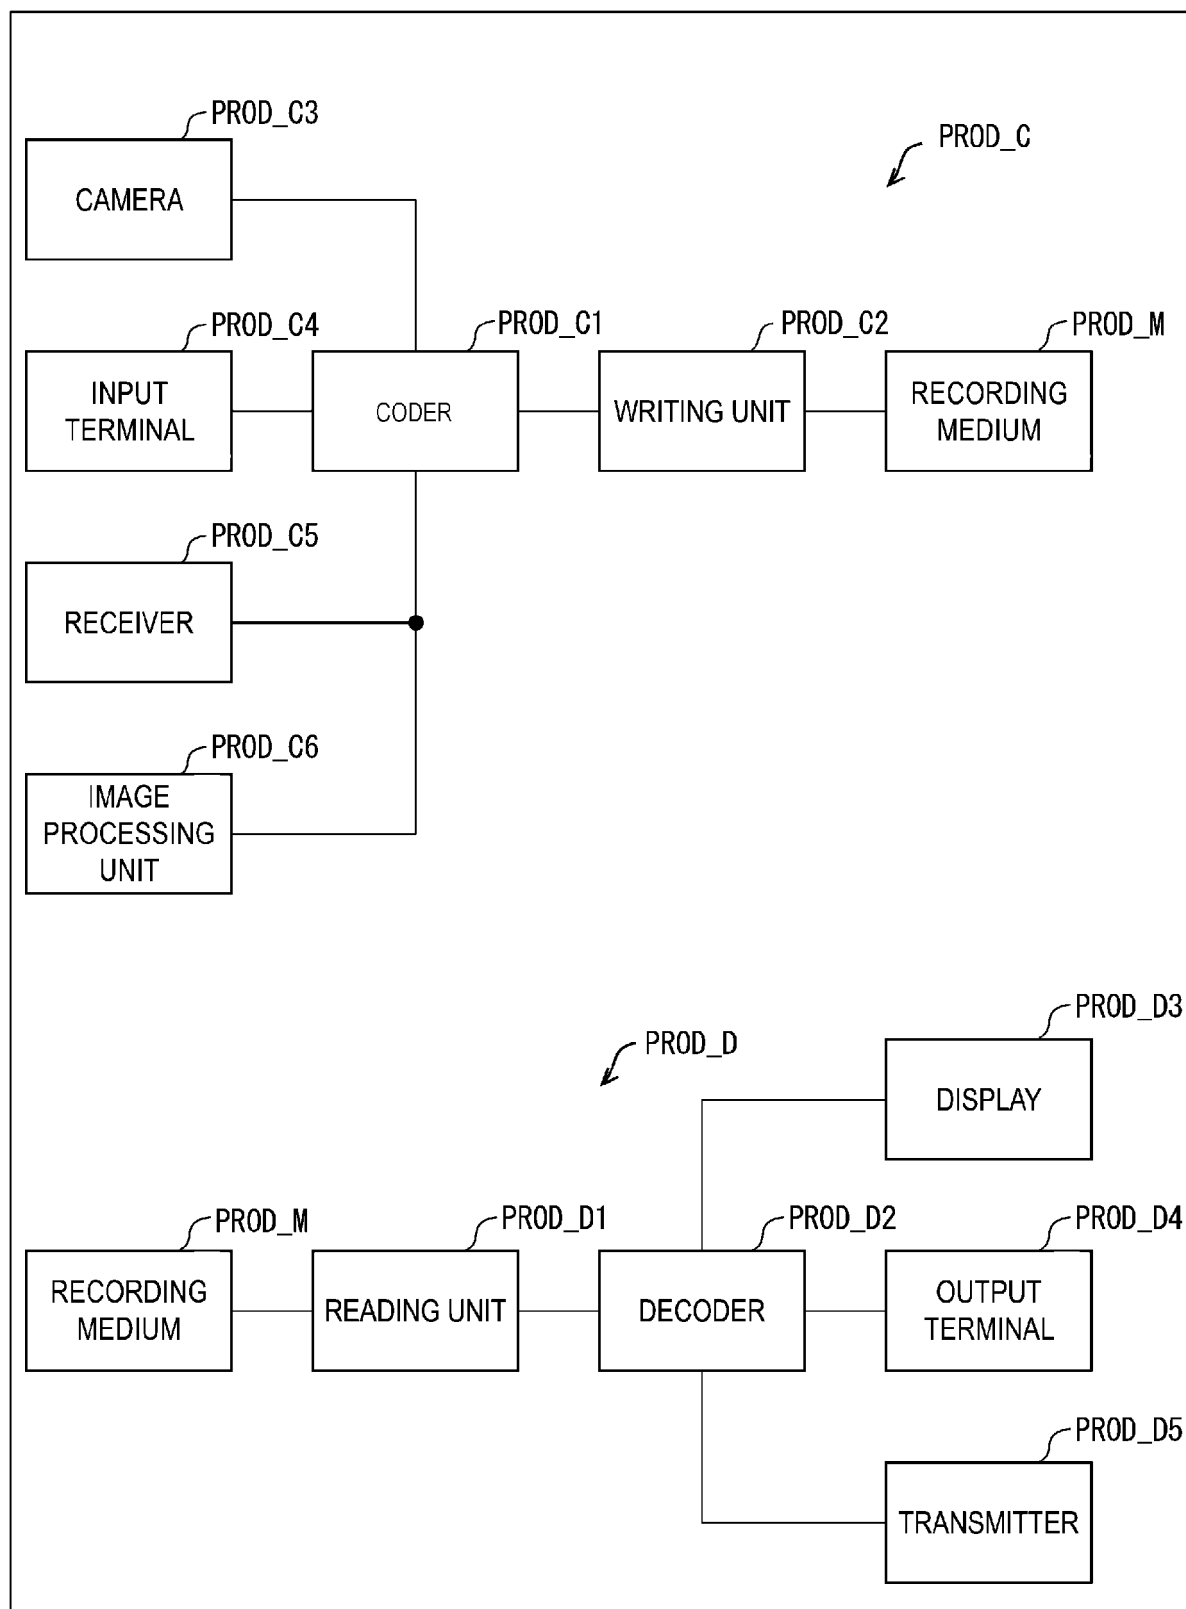 PROD_C3
CAMERA
PROD_C
PROD_C4
INPUT
TERMINAL
PROD_C1
CODER
PROD_C2
WRITING UNIT
PROD_M
RECORDING
MEDIUM
PROD_C5
RECEIVER
PROD_C6
IMAGE
PROCESSING
UNIT
PROD_D
PROD_D3
DISPLAY
PROD_M
RECORDING
MEDIUM
PROD_D1
READING UNIT
PROD_D2
DECODER
PROD_D4
OUTPUT
TERMINAL
PROD_D5
TRANSMITTER